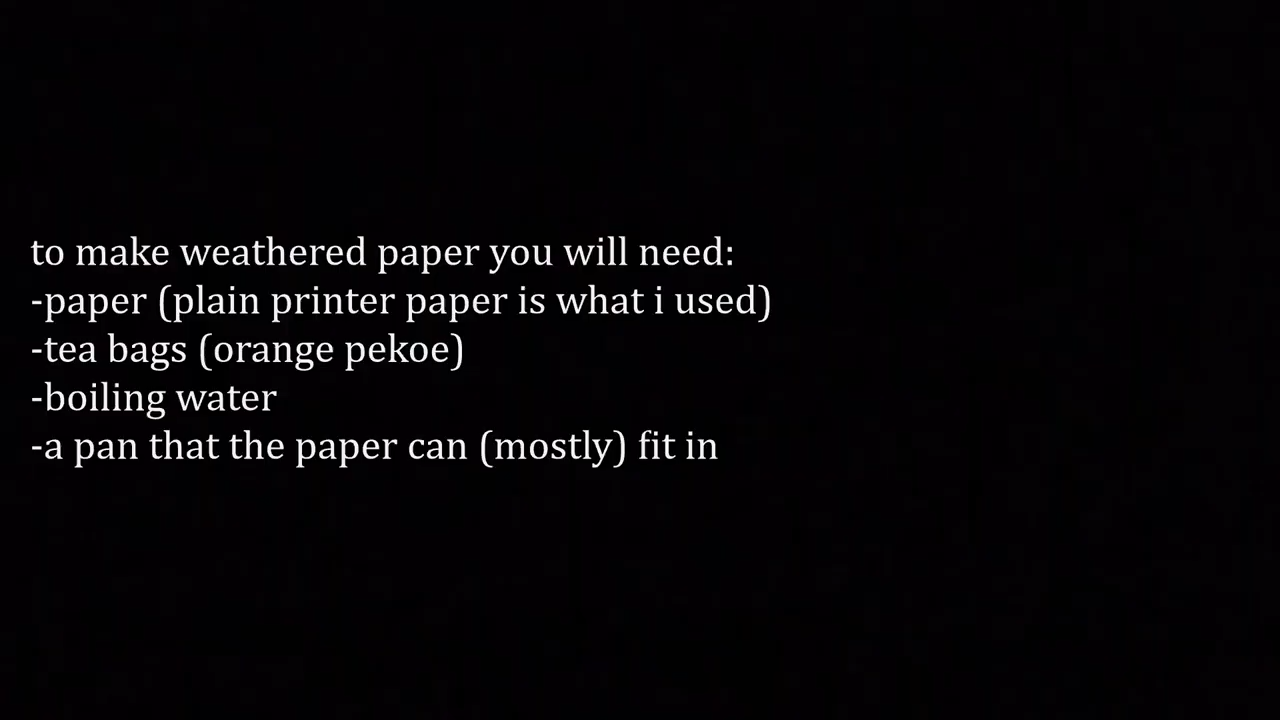 to make weathered paper you will need:
-paper (plain printer paper is what i used)
-tea bags (orange pekoe)
-boiling water
-a pan that the paper can (mostly) fit in